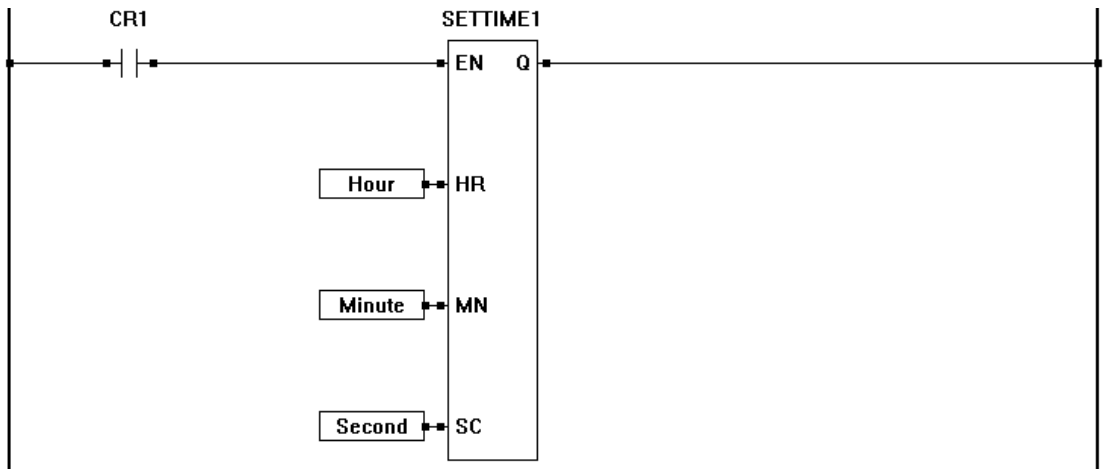 CR1 SETTIME1
EN Q
Hour HR
Minute MN
Second SC